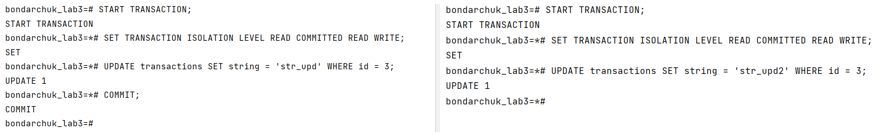 bondarchuk_lab3=# START TRANSACTION;
START TRANSACTION
bondarchuk_lab3=*# SET TRANSACTION ISOLATION LEVEL READ COMMITTED READ WRITE;
SET
bondarchuk_lab3=*# UPDATE transactions SET string = 'str_upd' WHERE id = 3;
UPDATE 1
bondarchuk_lab3=*# COMMIT;
COMMIT
bondarchuk_lab3=#
bondarchuk_lab3=# START TRANSACTION;
START TRANSACTION
bondarchuk_lab3=*# SET TRANSACTION ISOLATION LEVEL READ COMMITTED READ WRITE;
SET
bondarchuk_lab3=*# UPDATE transactions SET string = 'str_upd2' WHERE id = 3;
UPDATE 1
bondarchuk_lab3=*#